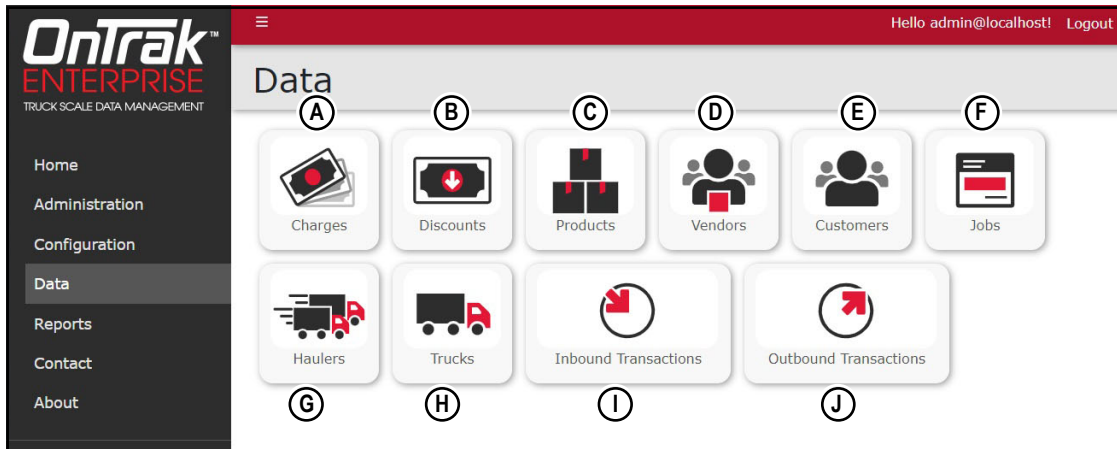 OnTrak™
ENTERPRISE
TRUCK SCALE DATA MANAGEMENT
Home
Administration
Configuration
Data
Reports
Contact
About
☰ Hello admin@localhost! Logout
Data
A B C D E F
Charges Discounts Products Vendors Customers Jobs
Haulers Trucks Inbound Transactions Outbound Transactions
G H I J